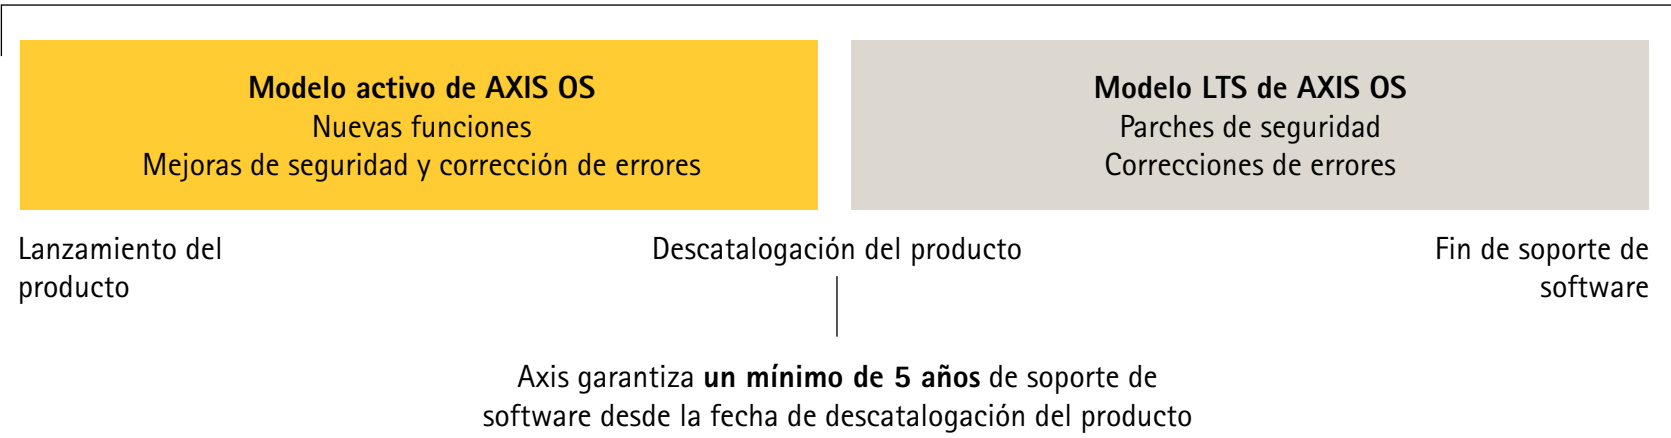 Modelo activo de AXIS OS
Nuevas funciones
Mejoras de seguridad y corrección de errores
Modelo LTS de AXIS OS
Parches de seguridad
Correcciones de errores
Lanzamiento del
producto
Descatalogación del producto
Fin de soporte de
software
Axis garantiza un mínimo de 5 años de soporte de
software desde la fecha de descatalogación del producto